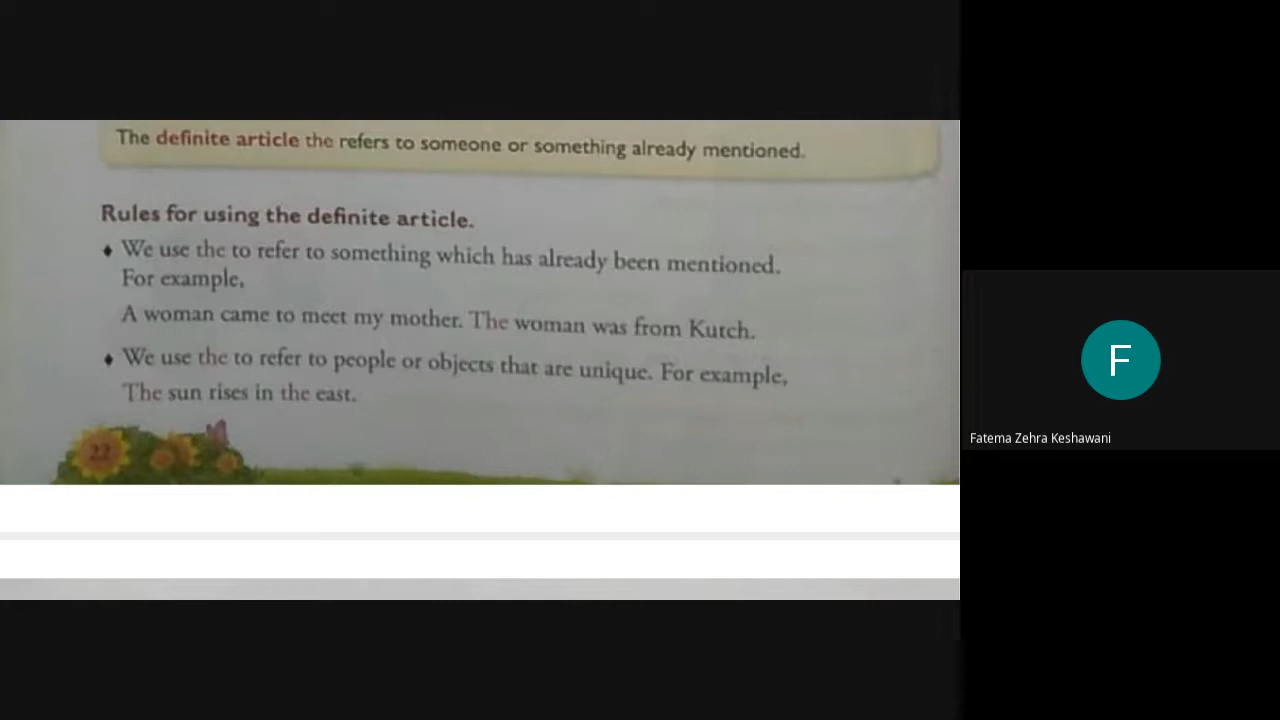 The definite article the refers to someone or something already mentioned.
Rules for using the definite article.
♦ We use the to refer to something which has already been mentioned.
For example,
A woman came to meet my mother. The woman was from Kutch.
♦ We use the to refer to people or objects that are unique. For example,
The sun rises in the east.
22
F
Fatema Zehra Keshawani